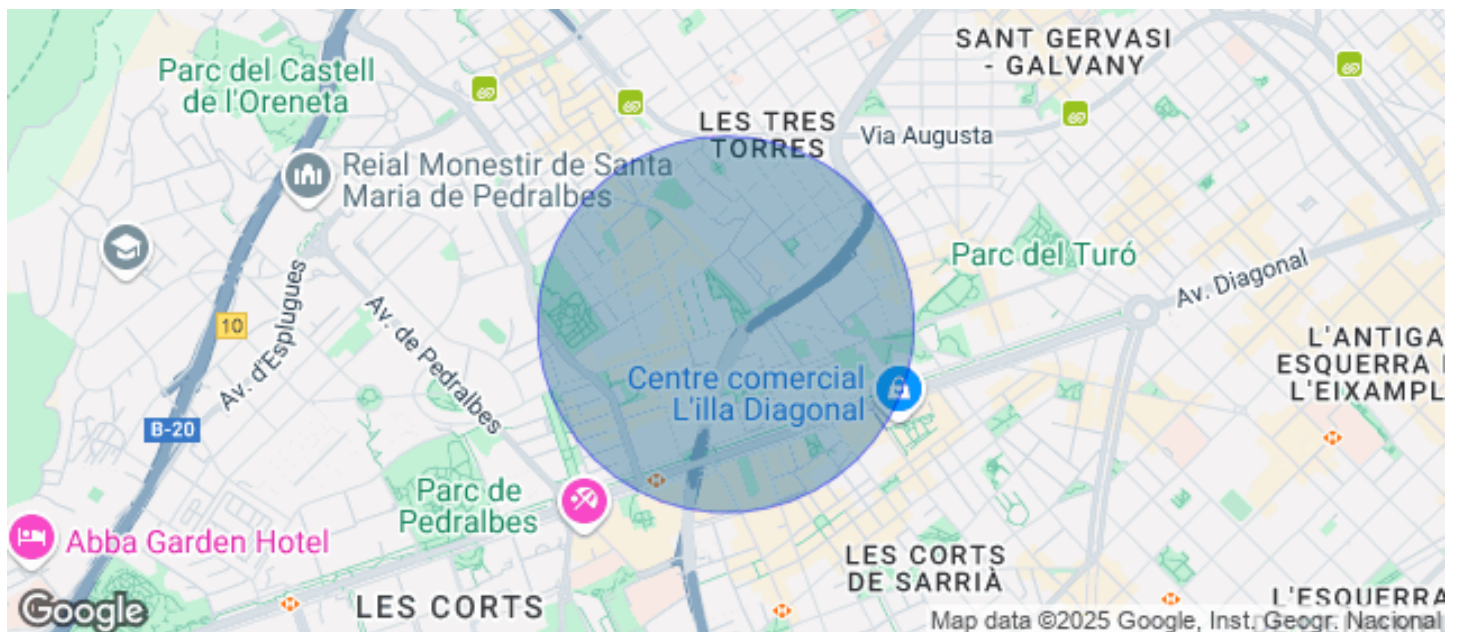 SANT GERVASI
- GALVANY
Parc del Castell
de l'Oreneta
LES TRES
TORRES
Via Augusta
Reial Monestir de Santa
Maria de Pedralbes
Parc del Turó
Av. Diagonal
10
Av. d'Esplugues
Av. de Pedralbes
L'ANTIGA
ESQUERRA
L'EIXAMPL
Centre comercial
L'illa Diagonal
B-20
Parc de
Pedralbes
Abba Garden Hotel
LES CORTS
DE SARRIÀ
LES CORTS
L'ESQUERRA
Google
Map data ©2025 Google, Inst. Geogr. Nacional